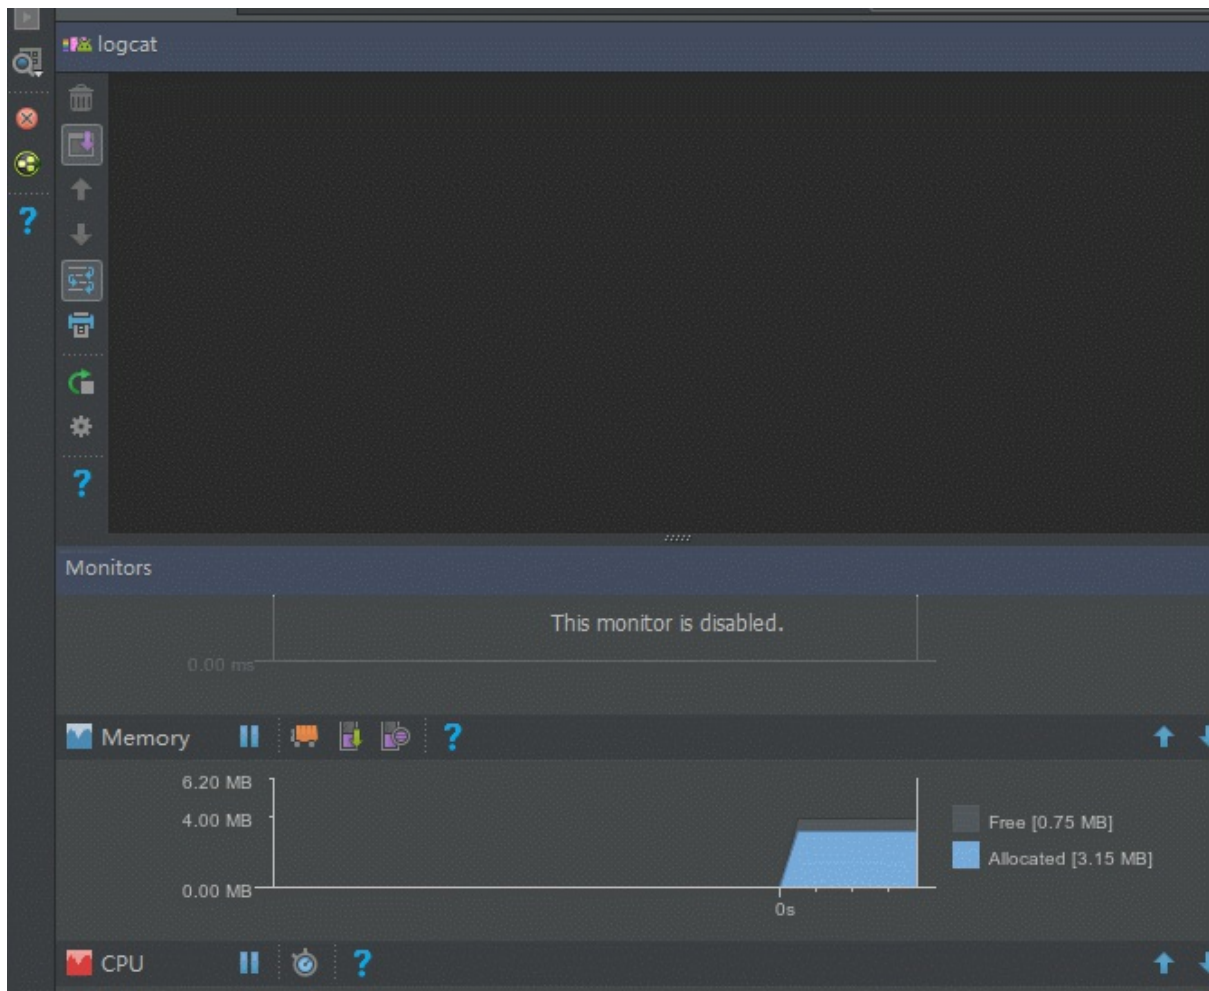 logcat
Monitors
This monitor is disabled.
0.00 ms
Memory
6.20 MB
4.00 MB
0.00 MB
0s
Free [0.75 MB]
Allocated [3.15 MB]
CPU